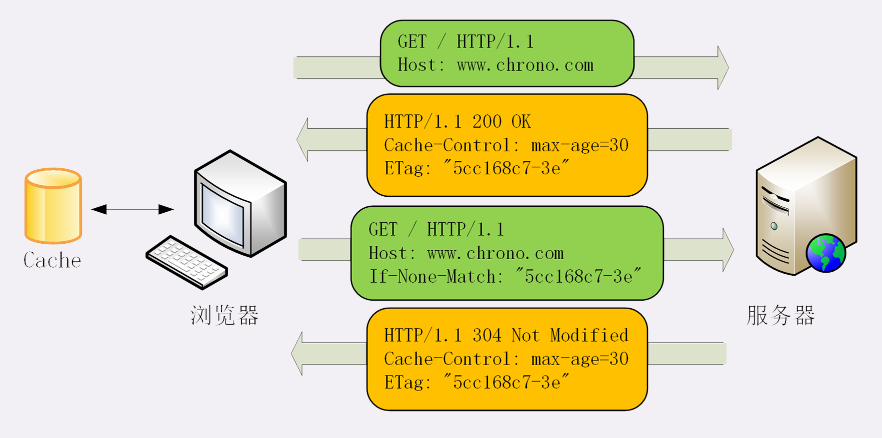 GET / HTTP/1.1
Host: www.chrono.com
HTTP/1.1 200 OK
Cache-Control: max-age=30
ETag: "5cc168c7-3e"
GET / HTTP/1.1
Host: www.chrono.com
If-None-Match: "5cc168c7-3e"
Cache
浏览器
服务器
HTTP/1.1 304 Not Modified
Cache-Control: max-age=30
ETag: "5cc168c7-3e"